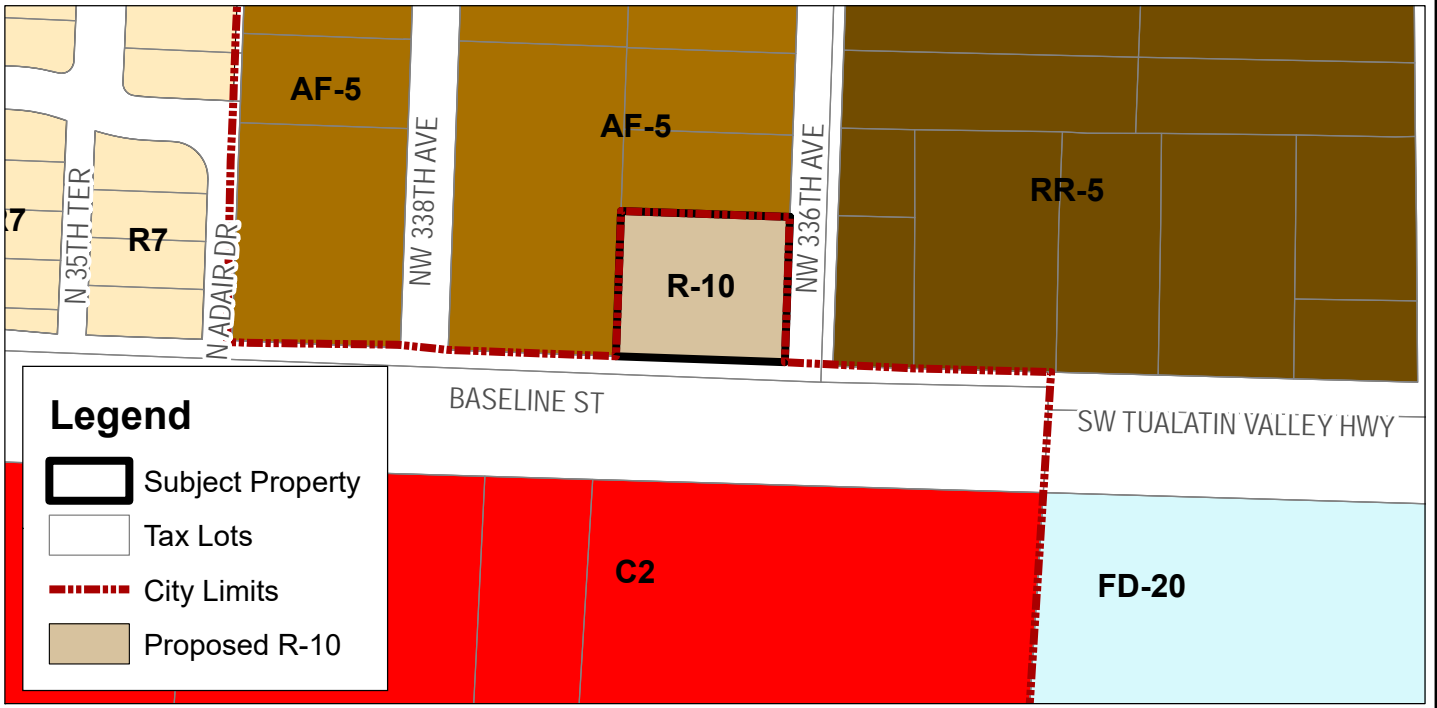 AF-5
AF-5
NW 338TH AVE
NW 336TH AVE
RR-5
N 35TH TER
R7
R7
N ADAIR DR
R-10
BASELINE ST
SW TUALATIN VALLEY HWY
Legend
Subject Property
Tax Lots
City Limits
Proposed R-10
C2
FD-20